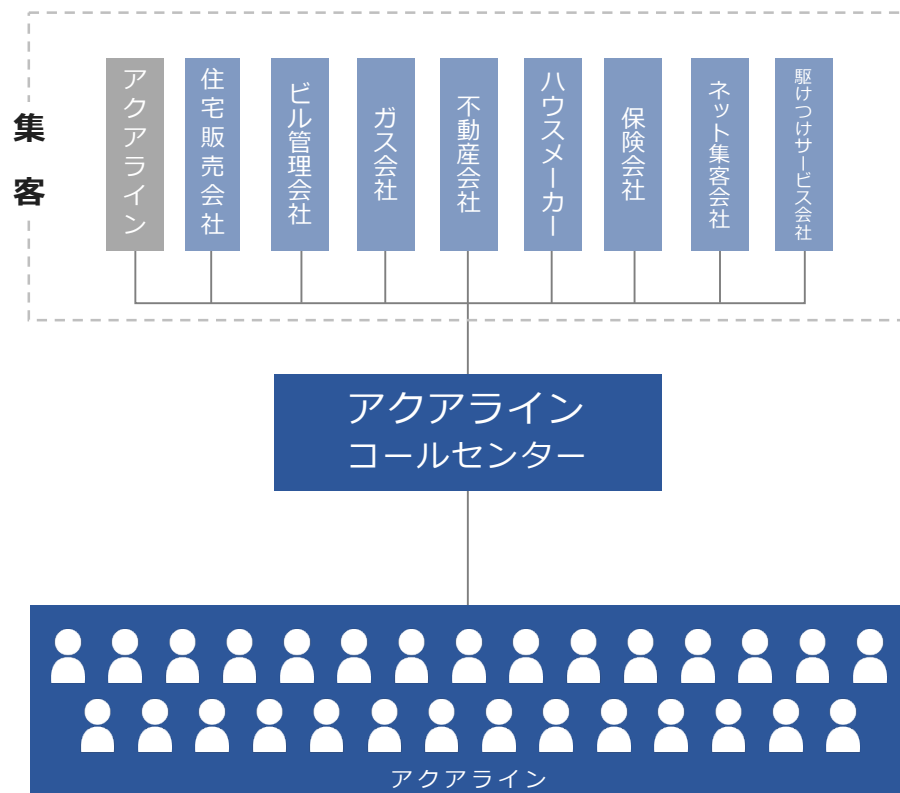 集客
アクアライン
住宅販売会社
ビル管理会社
ガス会社
不動産会社
ハウスメーカー
保険会社
ネット集客会社
駆けつけサービス会社
アクアライン
コールセンター
アクアライン